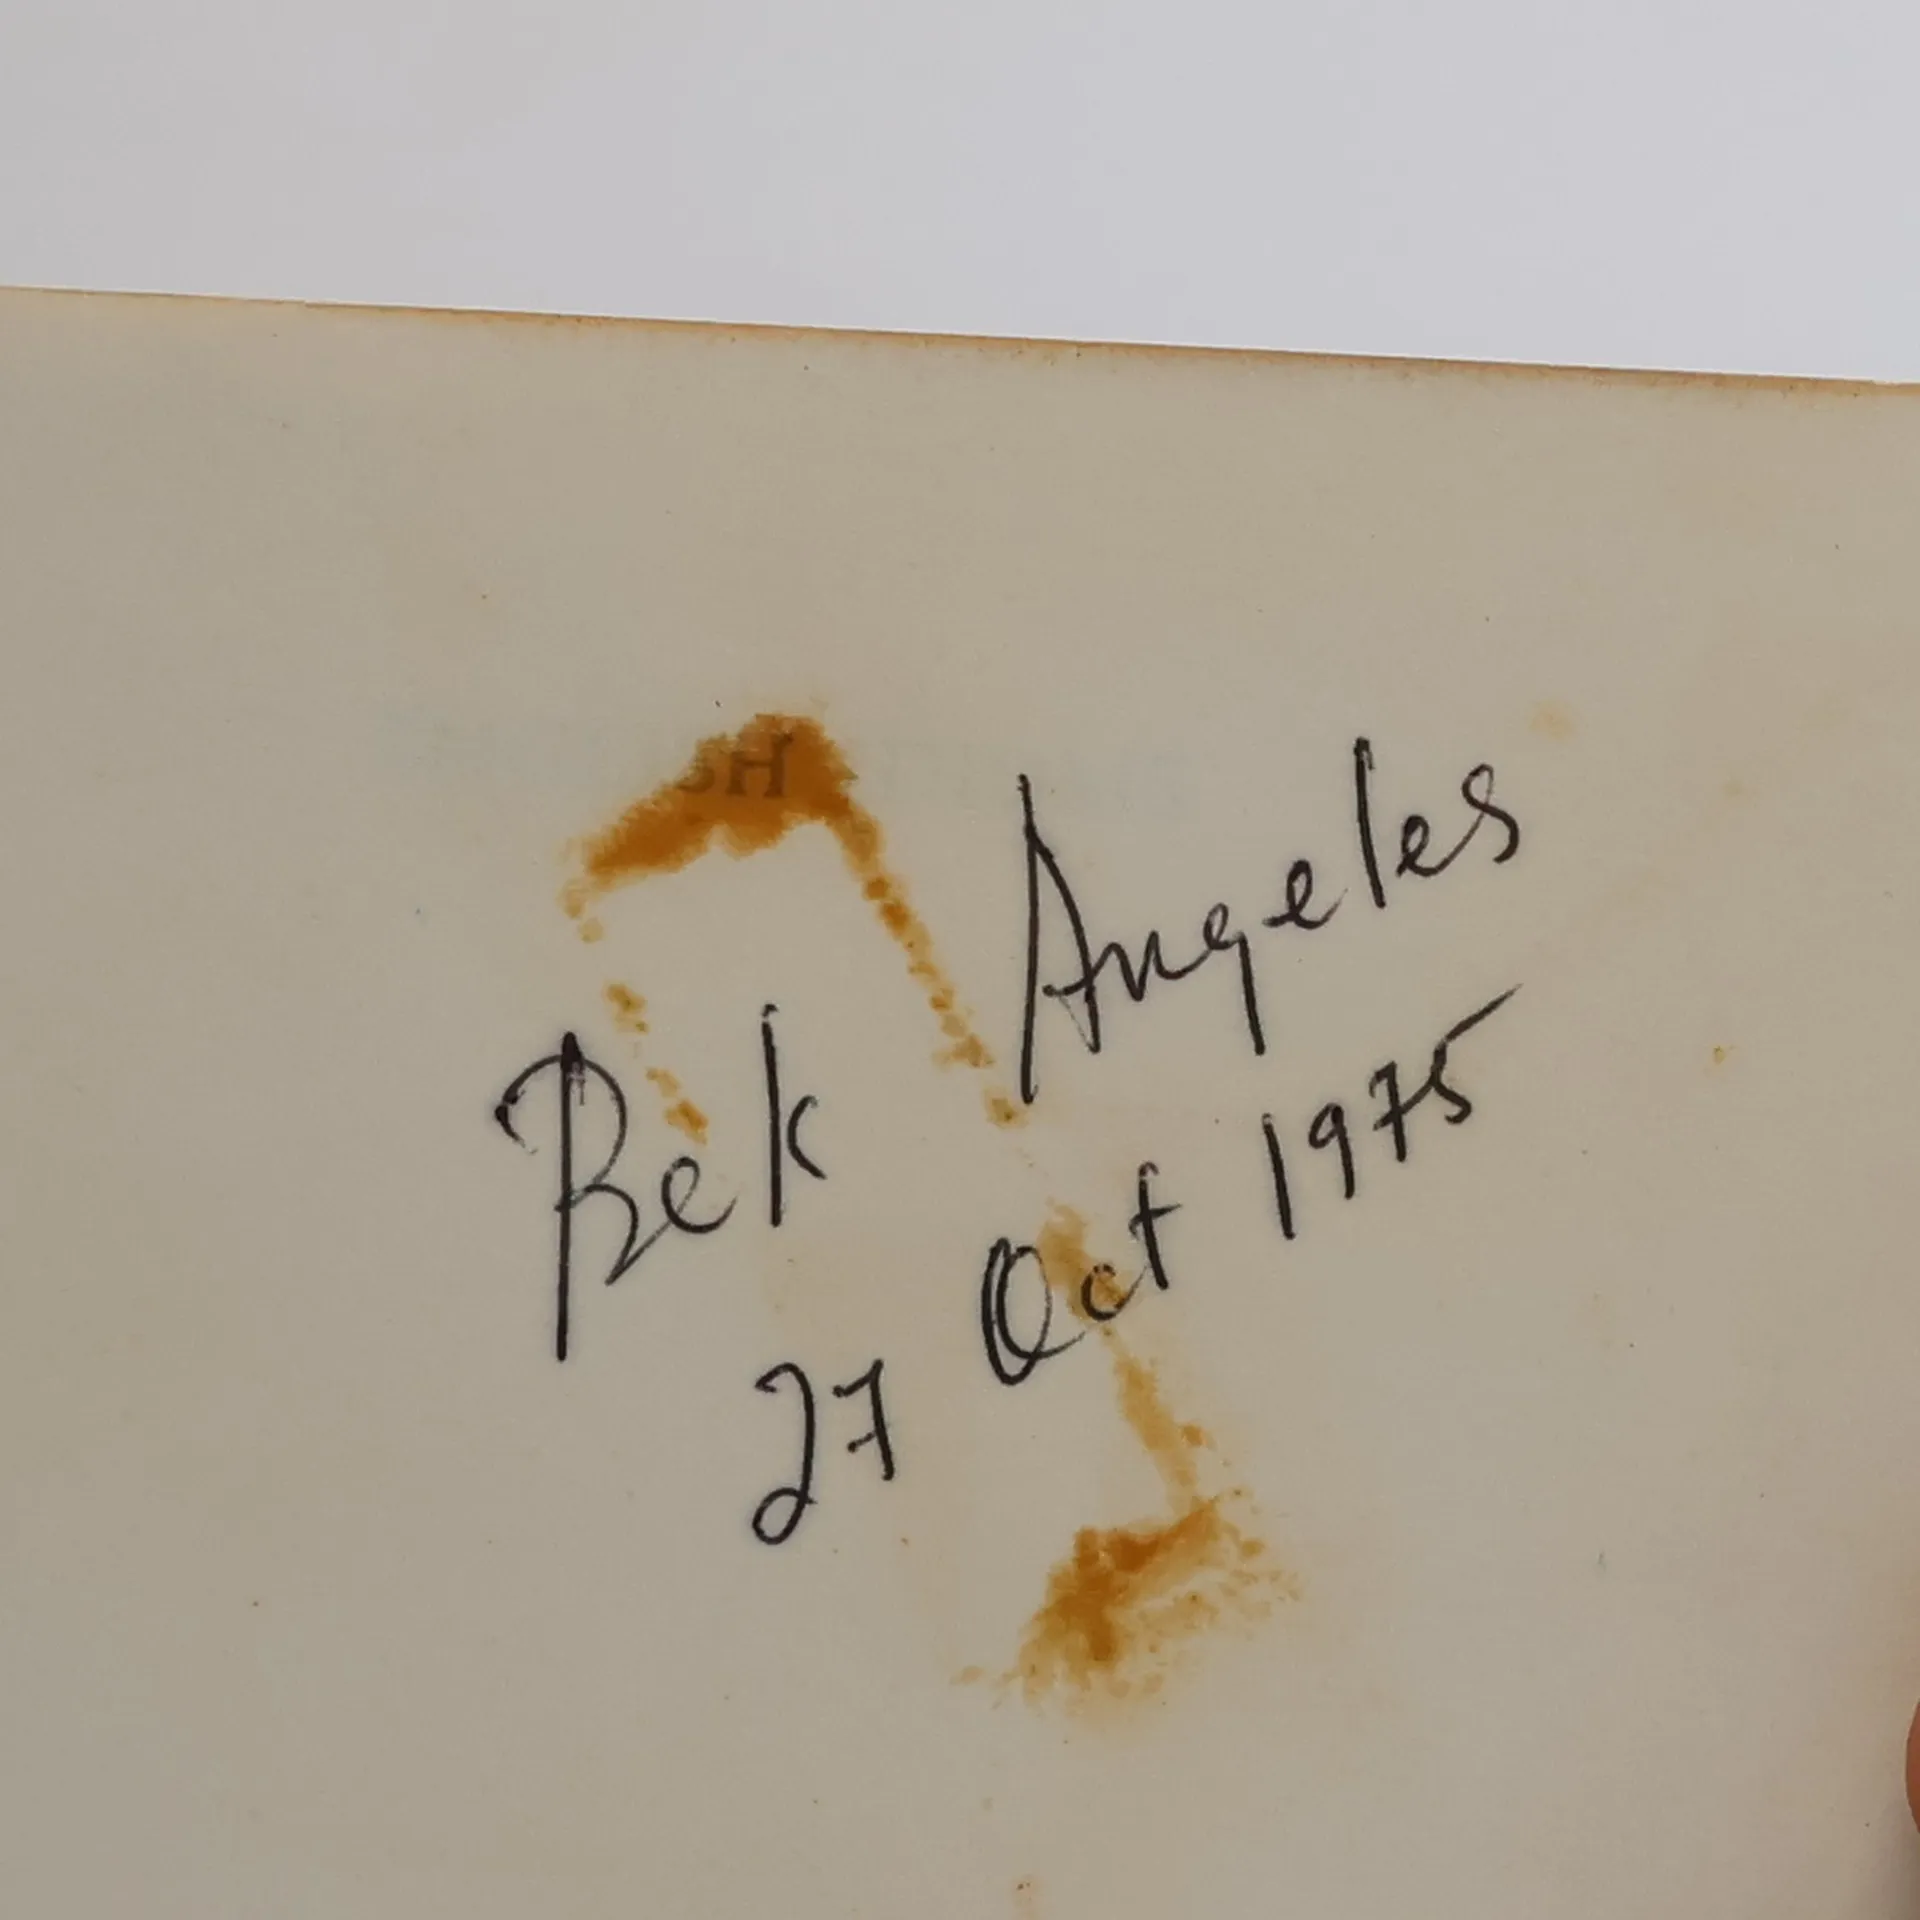 Bek Angeles
27 Oct 1975